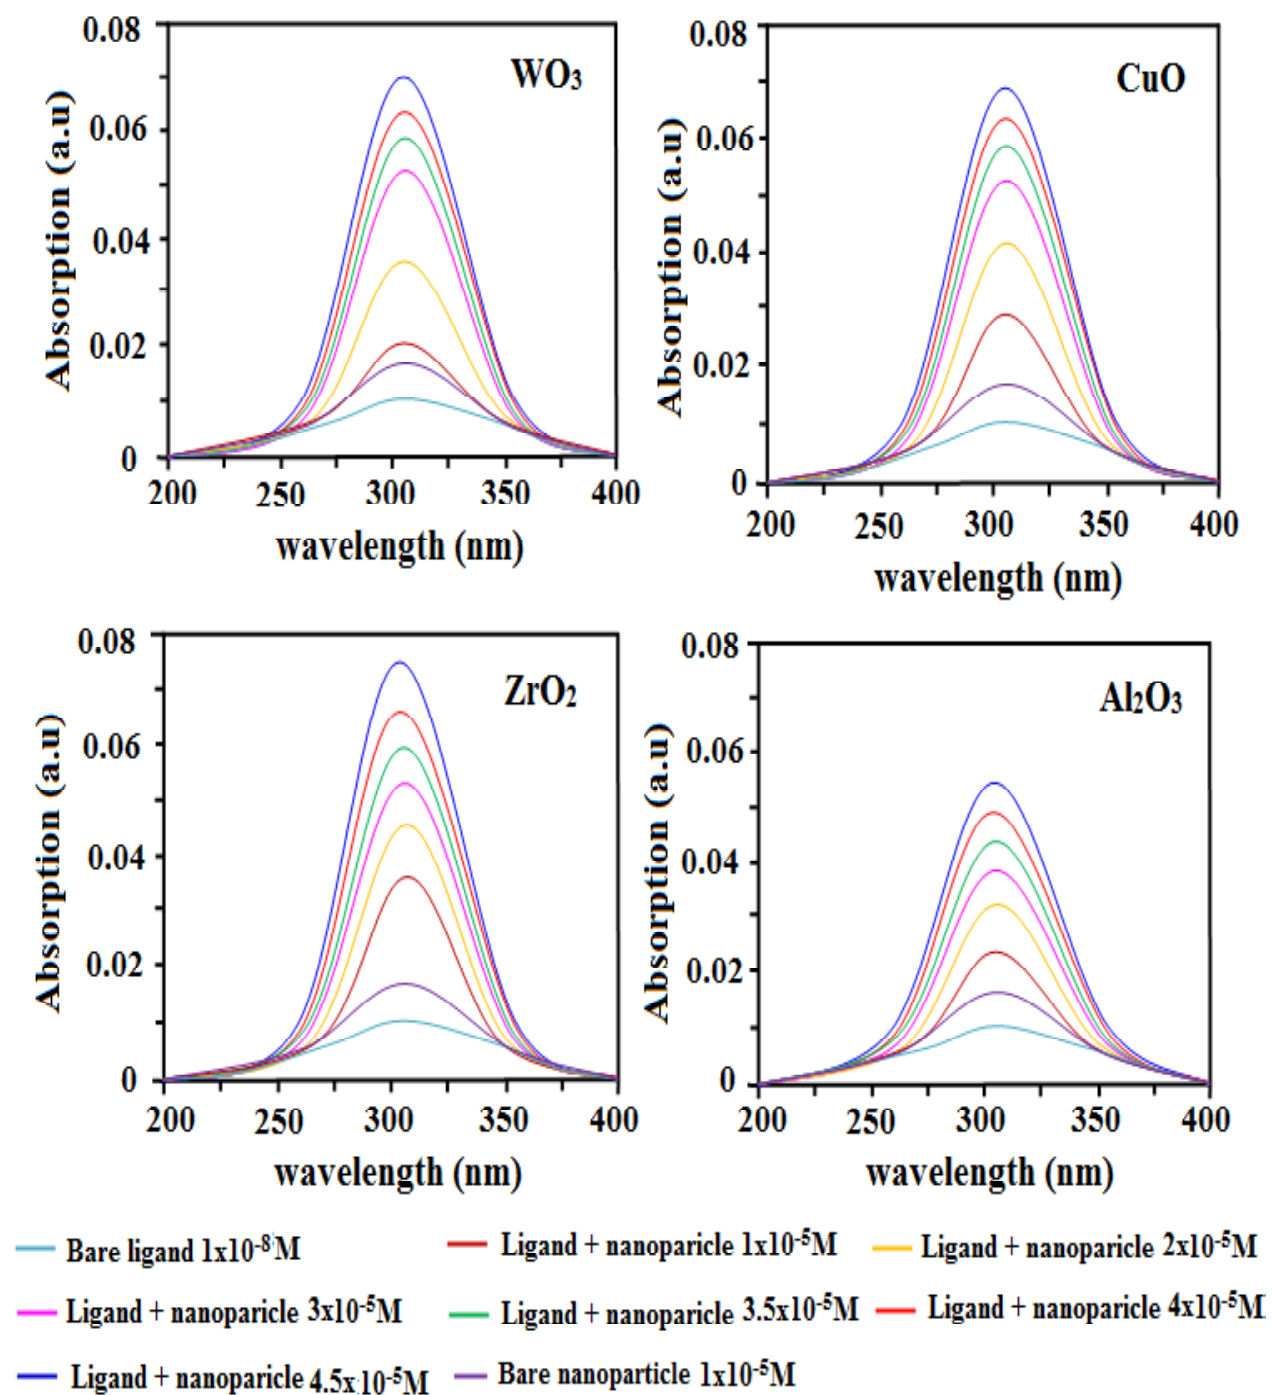 0.08
WO₃
0.06
0.04
0.02
0
Absorption (a.u)
200 250 300 350 400
wavelength (nm)
0.08
CuO
0.06
0.04
0.02
0
Absorption (a.u)
200 250 300 350 400
wavelength (nm)
0.08
ZrO₂
0.06
0.04
0.02
0
Absorption (a.u)
200 250 300 350 400
wavelength (nm)
0.08
Al₂O₃
0.06
0.04
0.02
0
Absorption (a.u)
200 250 300 350 400
wavelength (nm)
Bare ligand 1x10⁻⁸M Ligand + nanoparicle 1x10⁻⁵M Ligand + nanoparicle 2x10⁻⁵M
Ligand + nanoparicle 3x10⁻⁵M Ligand + nanoparicle 3.5x10⁻⁵M Ligand + nanoparicle 4x10⁻⁵M
Ligand + nanoparicle 4.5x10⁻⁵M Bare nanoparticle 1x10⁻⁵M